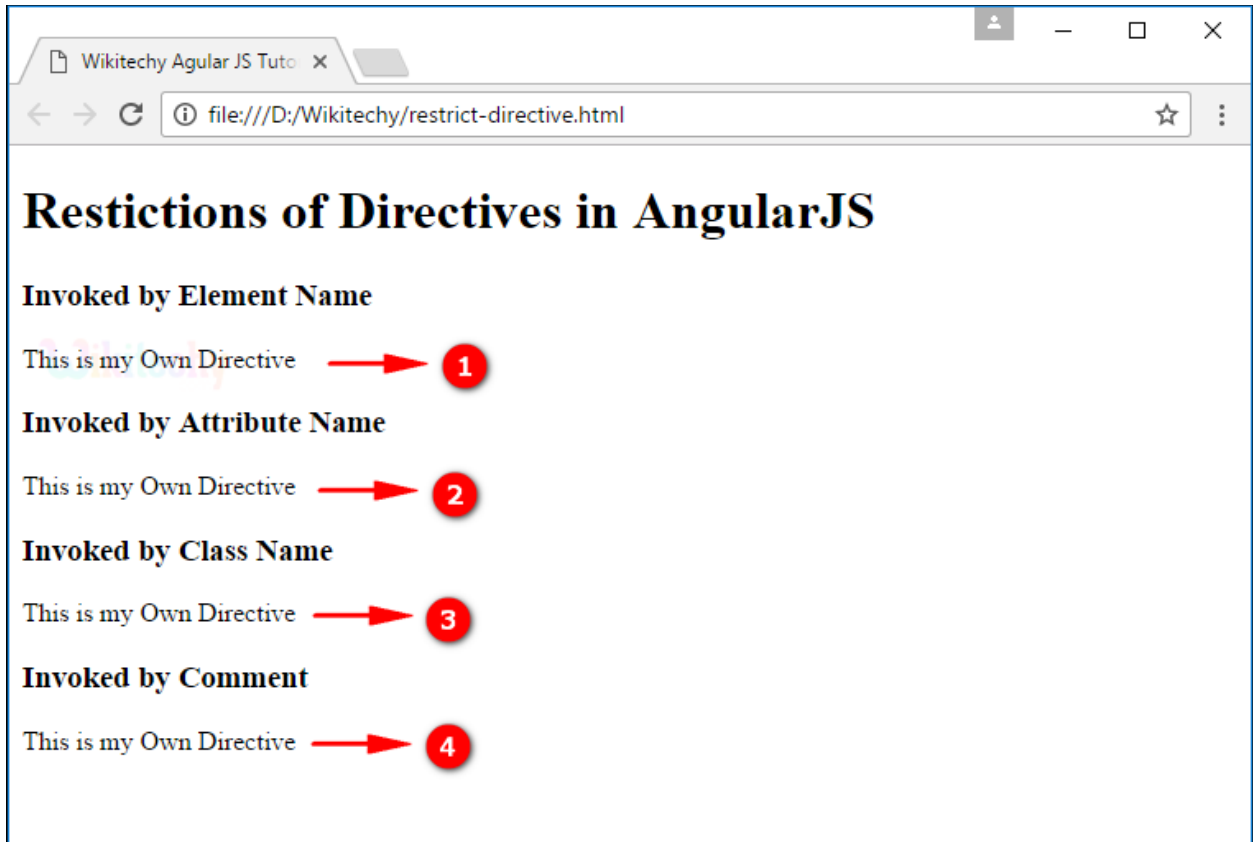 Wikitechy Agular JS Tuto
file:///D:/Wikitechy/restrict-directive.html
Restictions of Directives in AngularJS
Invoked by Element Name
This is my Own Directive
1
Wikitechy
Invoked by Attribute Name
This is my Own Directive
2
Invoked by Class Name
This is my Own Directive
3
Invoked by Comment
This is my Own Directive
4